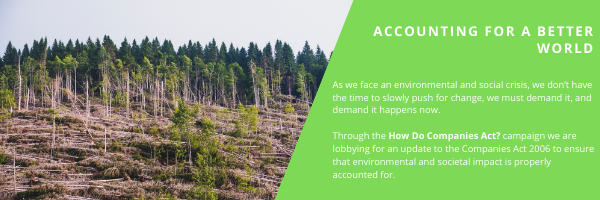 ACCOUNTING FOR A BETTER
WORLD
As we face an environmental and social crisis, we don't have
the time to slowly push for change, we must demand it, and
demand it happens now.
Through the How Do Companies Act? campaign we are
lobbying for an update to the Companies Act 2006 to ensure
that environmental and societal impact is properly
accounted for.